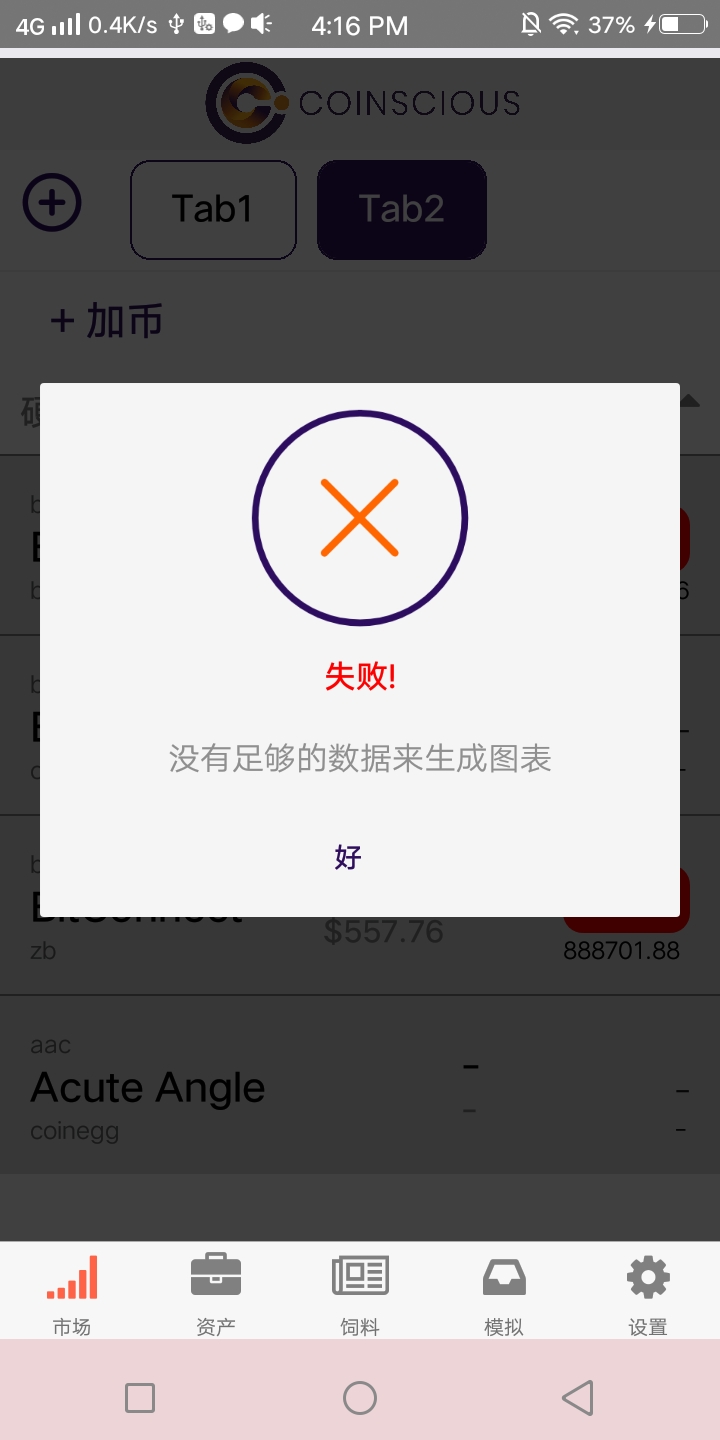 4G 0.4K/s 4:16 PM 37%
COINSCIOUS
Tab1 Tab2
+ 加币
失败!
没有足够的数据来生成图表
好
$557.76
zb 888701.88
aac
Acute Angle – –
coinegg – –
市场 资产 饲料 模拟 设置